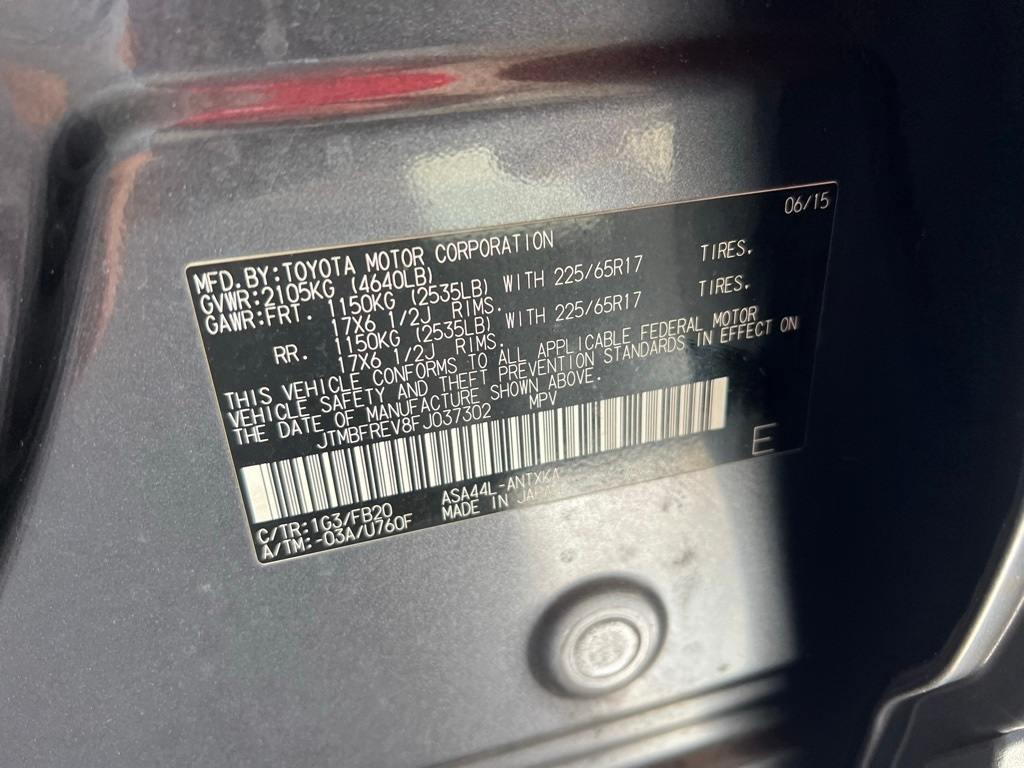 06/15
MFD. BY: TOYOTA MOTOR CORPORATION
GVWR: 2105KG (4640LB)
GAWR: FRT. 1150KG (2535LB) WITH 225/65R17 TIRES.
17X6 1/2J RIMS.
RR. 1150KG (2535LB) WITH 225/65R17 TIRES.
17X6 1/2J RIMS.
THIS VEHICLE CONFORMS TO ALL APPLICABLE FEDERAL MOTOR
VEHICLE SAFETY AND THEFT PREVENTION STANDARDS IN EFFECT ON
THE DATE OF MANUFACTURE SHOWN ABOVE.
JTMBFREV8FJ037302 MPV
E
C/TR: 1G3/FB20 ASA44L-ANTXKA
A/TM: -03A/U760F MADE IN JAPAN